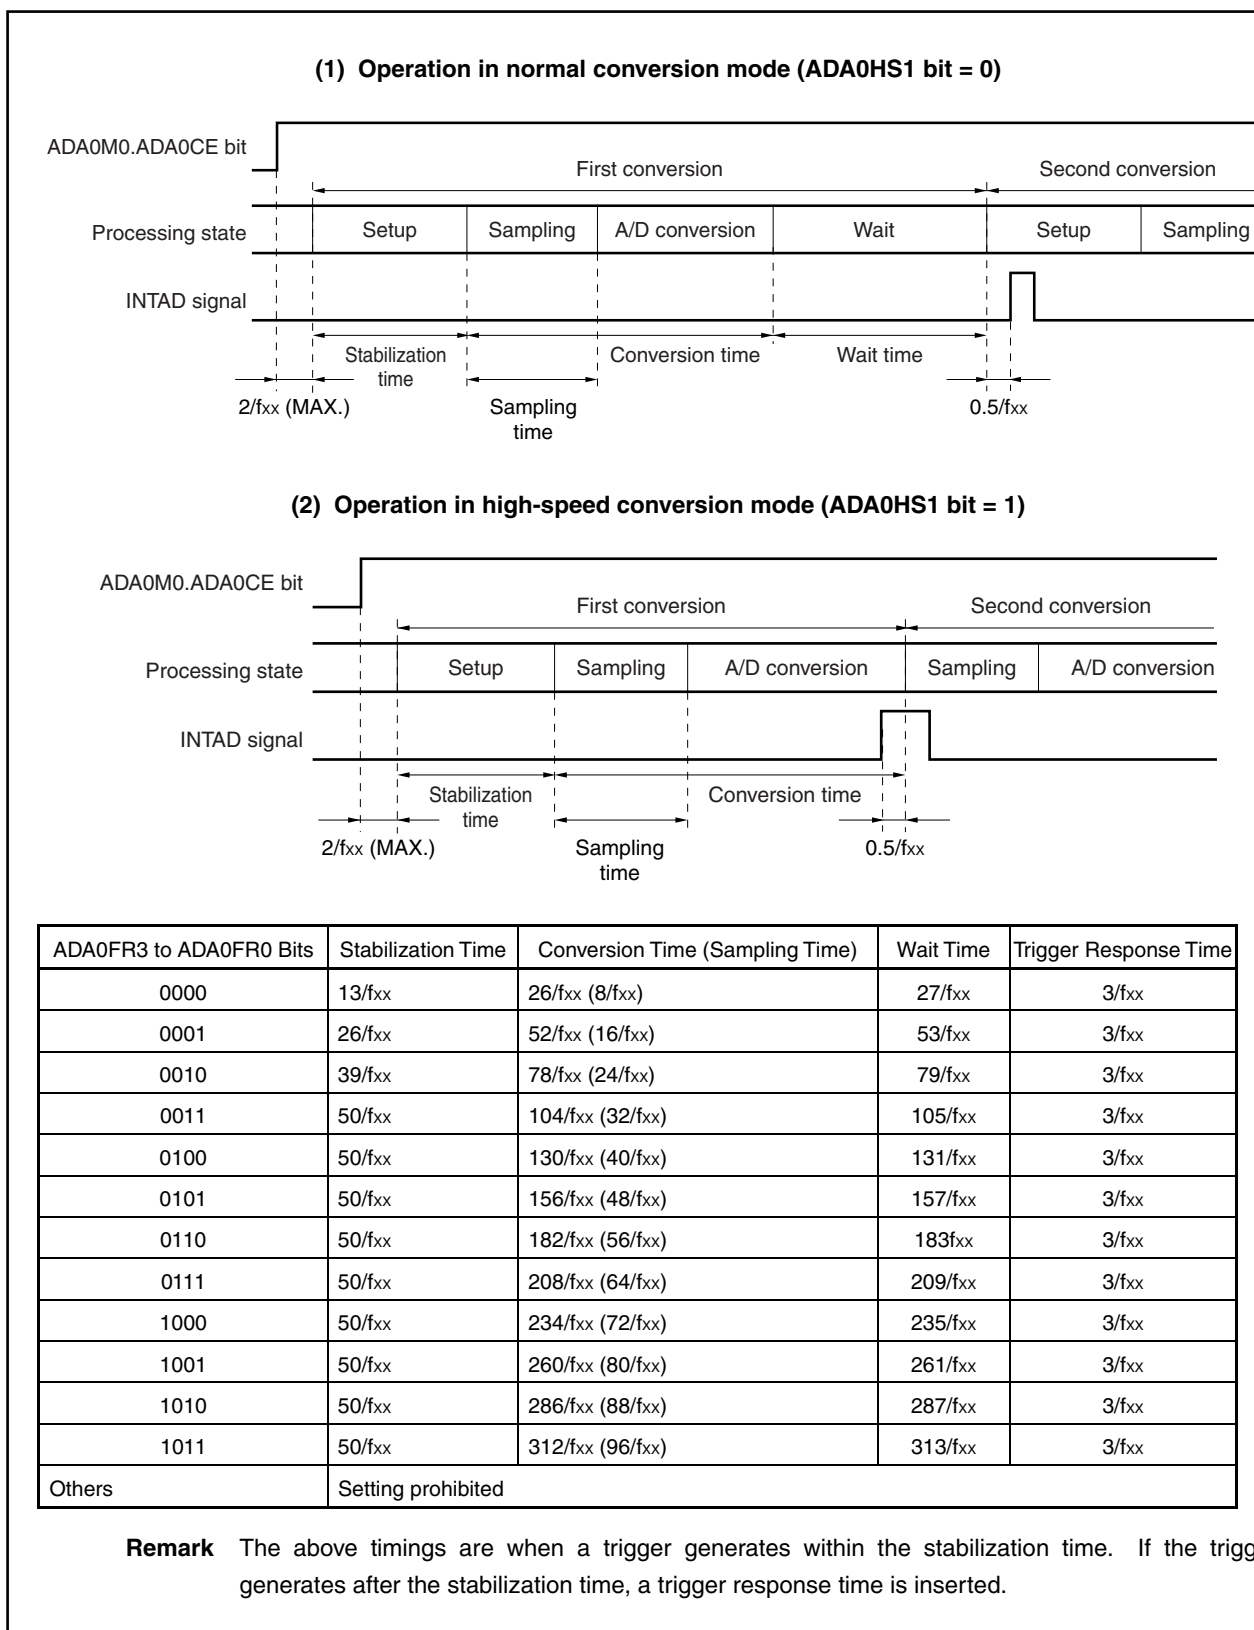 (1) Operation in normal conversion mode (ADA0HS1 bit = 0)
ADA0M0.ADA0CE bit
First conversion
Second conversion
Processing state
Setup
Sampling
A/D conversion
Wait
Setup
Sampling
INTAD signal
Stabilization
time
Conversion time
Wait time
2/fxx (MAX.)
Sampling
time
0.5/fxx
(2) Operation in high-speed conversion mode (ADA0HS1 bit = 1)
ADA0M0.ADA0CE bit
First conversion
Second conversion
Processing state
Setup
Sampling
A/D conversion
Sampling
A/D conversion
INTAD signal
Stabilization
time
Conversion time
2/fxx (MAX.)
Sampling
time
0.5/fxx
ADA0FR3 to ADA0FR0 Bits Stabilization Time Conversion Time (Sampling Time) Wait Time Trigger Response Time
0000 13/fxx 26/fxx (8/fxx) 27/fxx 3/fxx
0001 26/fxx 52/fxx (16/fxx) 53/fxx 3/fxx
0010 39/fxx 78/fxx (24/fxx) 79/fxx 3/fxx
0011 50/fxx 104/fxx (32/fxx) 105/fxx 3/fxx
0100 50/fxx 130/fxx (40/fxx) 131/fxx 3/fxx
0101 50/fxx 156/fxx (48/fxx) 157/fxx 3/fxx
0110 50/fxx 182/fxx (56/fxx) 183fxx 3/fxx
0111 50/fxx 208/fxx (64/fxx) 209/fxx 3/fxx
1000 50/fxx 234/fxx (72/fxx) 235/fxx 3/fxx
1001 50/fxx 260/fxx (80/fxx) 261/fxx 3/fxx
1010 50/fxx 286/fxx (88/fxx) 287/fxx 3/fxx
1011 50/fxx 312/fxx (96/fxx) 313/fxx 3/fxx
Others Setting prohibited
Remark The above timings are when a trigger generates within the stabilization time. If the trigg
generates after the stabilization time, a trigger response time is inserted.